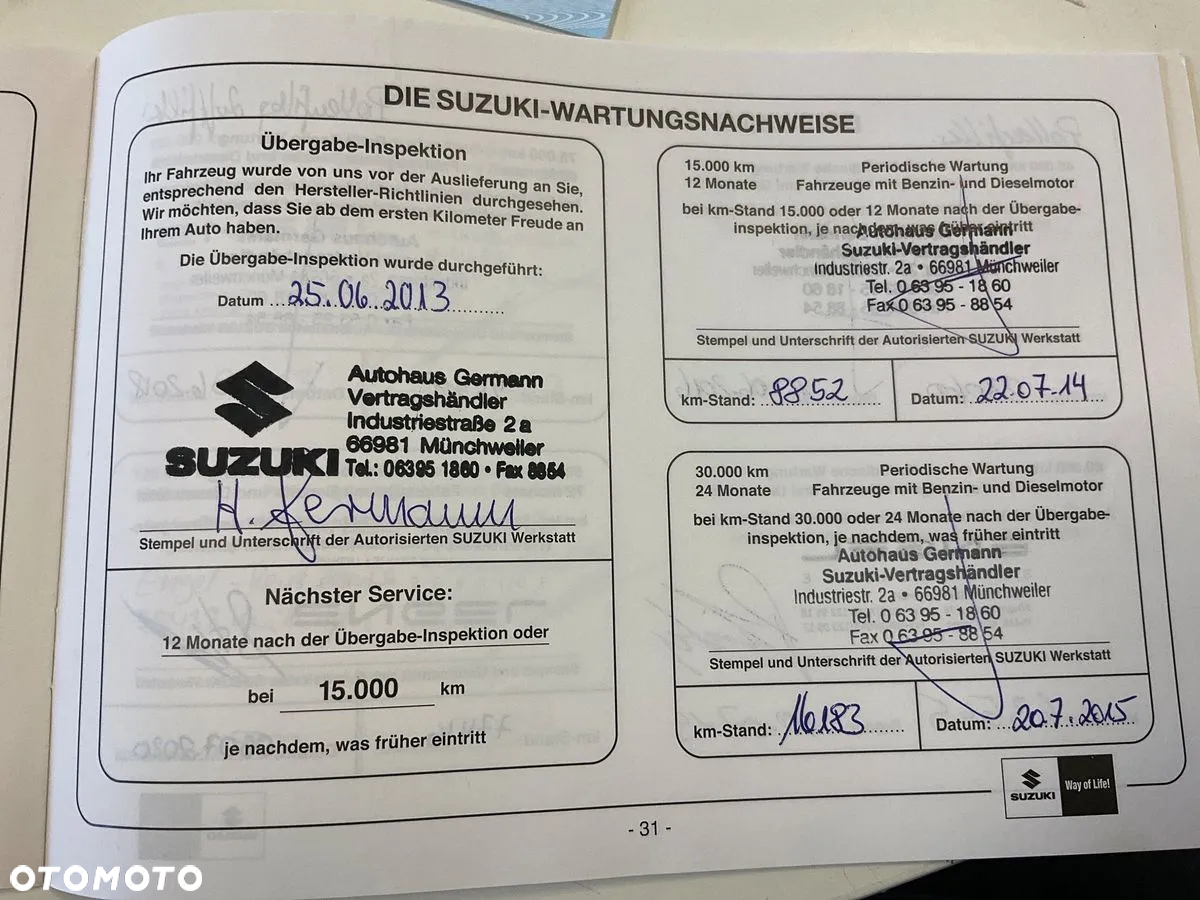 DIE SUZUKI-WARTUNGSNACHWEISE
Übergabe-Inspektion
Ihr Fahrzeug wurde von uns vor der Auslieferung an Sie,
entsprechend den Hersteller-Richtlinien durchgesehen.
Wir möchten, dass Sie ab dem ersten Kilometer Freude an
Ihrem Auto haben.
Die Übergabe-Inspektion wurde durchgeführt:
Datum ...25.06.2013...
Autohaus Germann
Vertragshändler
Industriestraße 2a
66981 Münchweiler
SUZUKI Tel.: 06395 1860 • Fax 8854
H. Germann
Stempel und Unterschrift der Autorisierten SUZUKI Werkstatt
Nächster Service:
12 Monate nach der Übergabe-Inspektion oder
bei 15.000 km
je nachdem, was früher eintritt
15.000 km Periodische Wartung
12 Monate Fahrzeuge mit Benzin- und Dieselmotor
bei km-Stand 15.000 oder 12 Monate nach der Übergabe-
inspektion, je nachdem, was früher eintritt
Autohaus Germann
Suzuki-Vertragshändler
Industriestr. 2a • 66981 Münchweiler
Tel. 0 63 95 - 18 60
Fax 0 63 95 - 88 54
Stempel und Unterschrift der Autorisierten SUZUKI Werkstatt
km-Stand: 8852 Datum: 22.07.14
30.000 km Periodische Wartung
24 Monate Fahrzeuge mit Benzin- und Dieselmotor
bei km-Stand 30.000 oder 24 Monate nach der Übergabe-
inspektion, je nachdem, was früher eintritt
Autohaus Germann
Suzuki-Vertragshändler
Industriestr. 2a • 66981 Münchweiler
Tel. 0 63 95 - 18 60
Fax 0 63 95 - 88 54
Stempel und Unterschrift der Autorisierten SUZUKI Werkstatt
km-Stand: 16183 Datum: 20.7.2015
SUZUKI Way of Life!
- 31 -
OTOMOTO